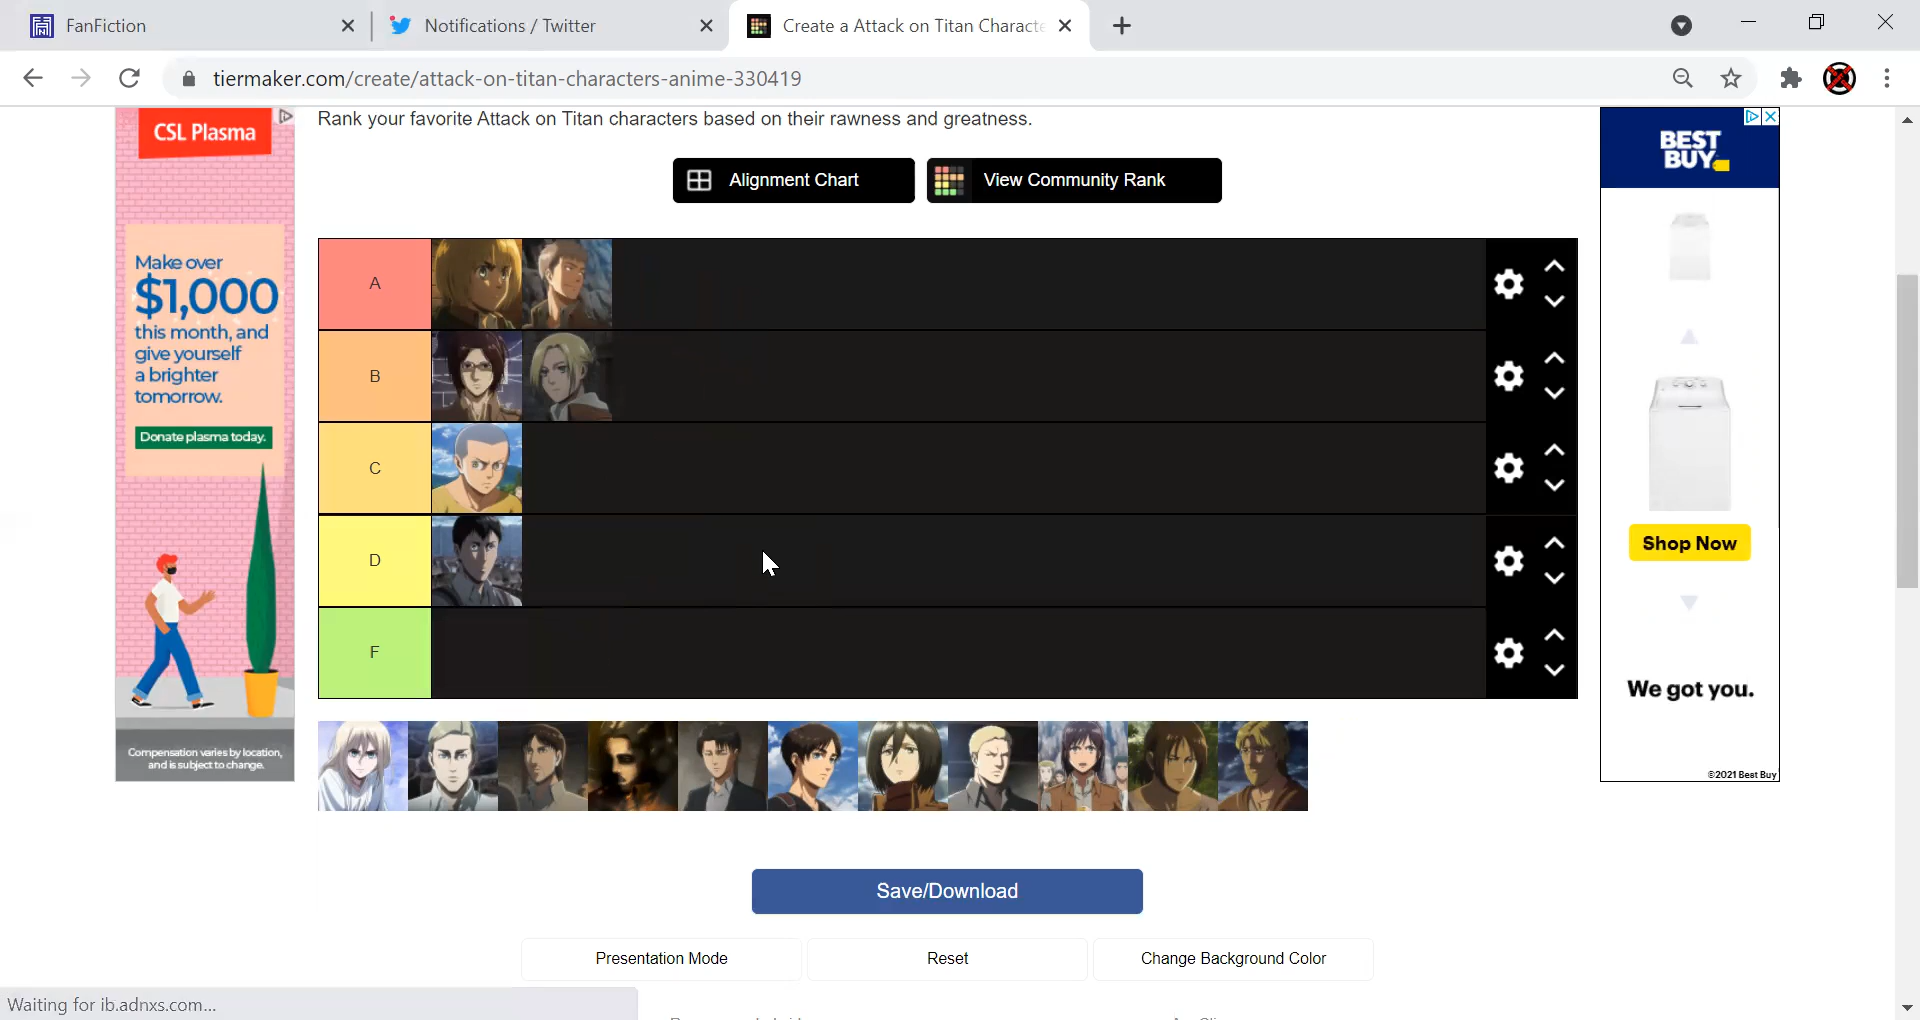 FanFiction
Notifications / Twitter
Create a Attack on Titan Characte
tiermaker.com/create/attack-on-titan-characters-anime-330419
Rank your favorite Attack on Titan characters based on their rawness and greatness.
Alignment Chart
View Community Rank
A
B
C
D
F
CSL Plasma
Make over
$1,000
this month, and
give yourself
a brighter
tomorrow.
Donate plasma today.
Compensation varies by location,
and is subject to change.
BEST
BUY
Shop Now
We got you.
©2021 Best Buy
Save/Download
Presentation Mode
Reset
Change Background Color
Waiting for ib.adnxs.com...